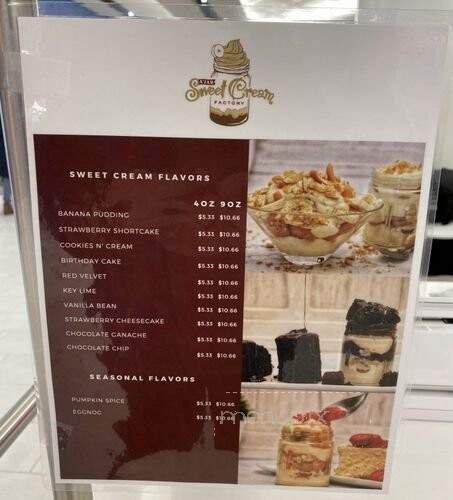 Sweet Cream
FACTORY
SWEET CREAM FLAVORS
4OZ 9OZ
BANANA PUDDING $5.33 $10.66
STRAWBERRY SHORTCAKE $5.33 $10.66
COOKIES N' CREAM $5.33 $10.66
BIRTHDAY CAKE $5.33 $10.66
RED VELVET $5.33 $10.66
KEY LIME $5.33 $10.66
VANILLA BEAN $5.33 $10.66
STRAWBERRY CHEESECAKE $5.33 $10.66
CHOCOLATE GANACHE $5.33 $10.66
CHOCOLATE CHIP $5.33 $10.66
SEASONAL FLAVORS
PUMPKIN SPICE $5.33 $10.66
EGGNOG $5.33 $10.66